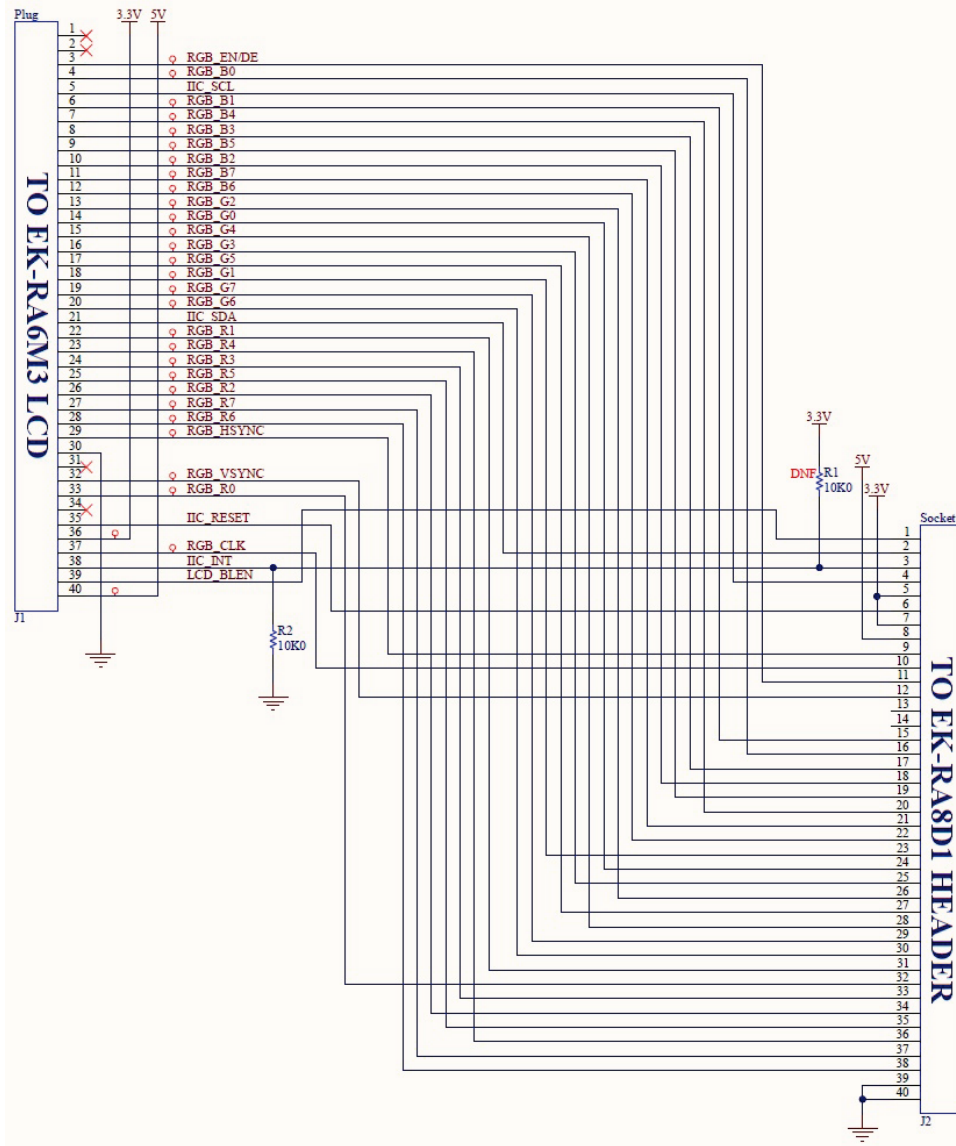 Plug
3.3V 5V
1
2
3 RGB_EN/DE
4 RGB_B0
5 IIC_SCL
6 RGB_B1
7 RGB_B4
8 RGB_B3
9 RGB_B5
10 RGB_B2
11 RGB_B7
12 RGB_B6
13 RGB_G2
14 RGB_G0
15 RGB_G4
16 RGB_G3
17 RGB_G5
18 RGB_G1
19 RGB_G7
20 RGB_G6
21 IIC_SDA
22 RGB_R1
23 RGB_R4
24 RGB_R3
25 RGB_R5
26 RGB_R2
27 RGB_R7
28 RGB_R6
29 RGB_HSYNC
30
31
32 RGB_VSYNC
33 RGB_R0
34
35 IIC_RESET
36
37 RGB_CLK
38 IIC_INT
39 LCD_BLEN
40
TO EK-RA6M3 LCD
J1
R2
10K0
3.3V
DNF R1
10K0
5V
3.3V
Socket
1
2
3
4
5
6
7
8
9
10
11
12
13
14
15
16
17
18
19
20
21
22
23
24
25
26
27
28
29
30
31
32
33
34
35
36
37
38
39
40
TO EK-RA8D1 HEADER
J2